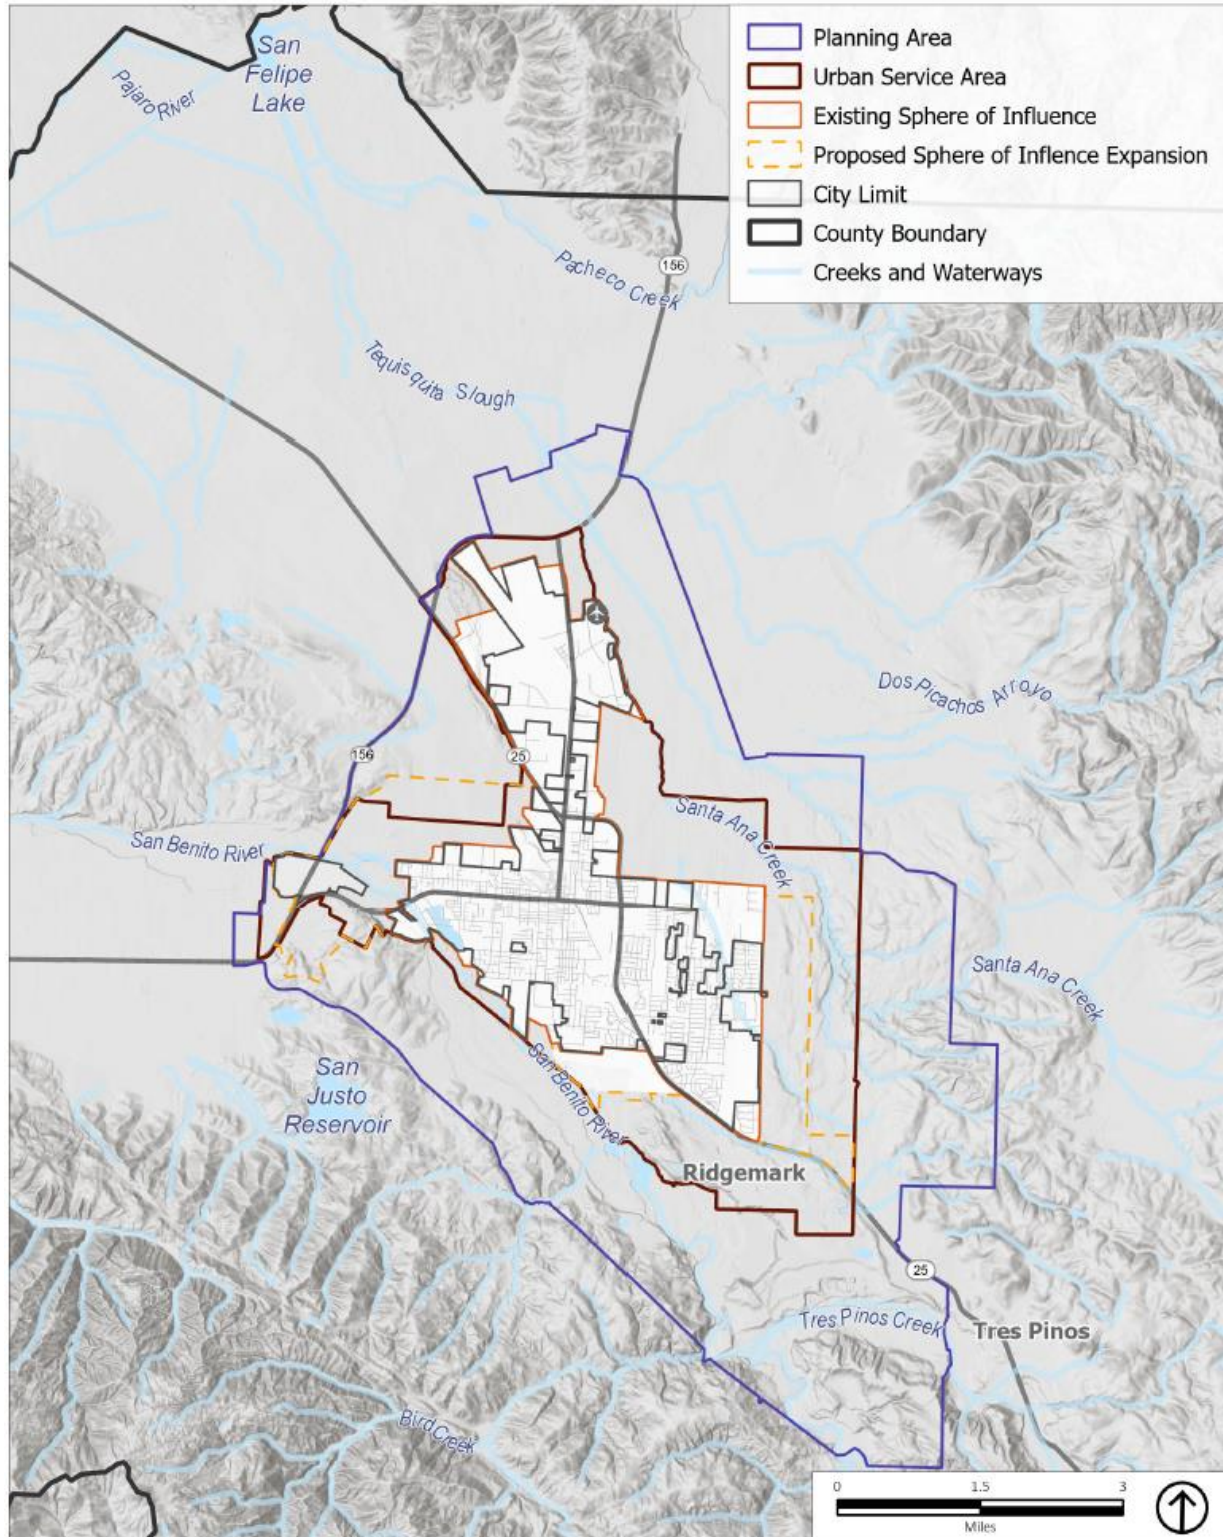 San
Felipe
Lake
Pajaro River
Planning Area
Urban Service Area
Existing Sphere of Influence
Proposed Sphere of Inflence Expansion
City Limit
County Boundary
Creeks and Waterways
156
Pacheco Creek
Tequisquita Slough
Dos Picachos Arroyo
156
25
San Benito River
Santa Ana Creek
Santa Ana Creek
San
Justo
Reservoir
San Benito River
Ridgemark
25
Tres Pinos Creek
Tres Pinos
Bird Creek
0 1.5 3
Miles